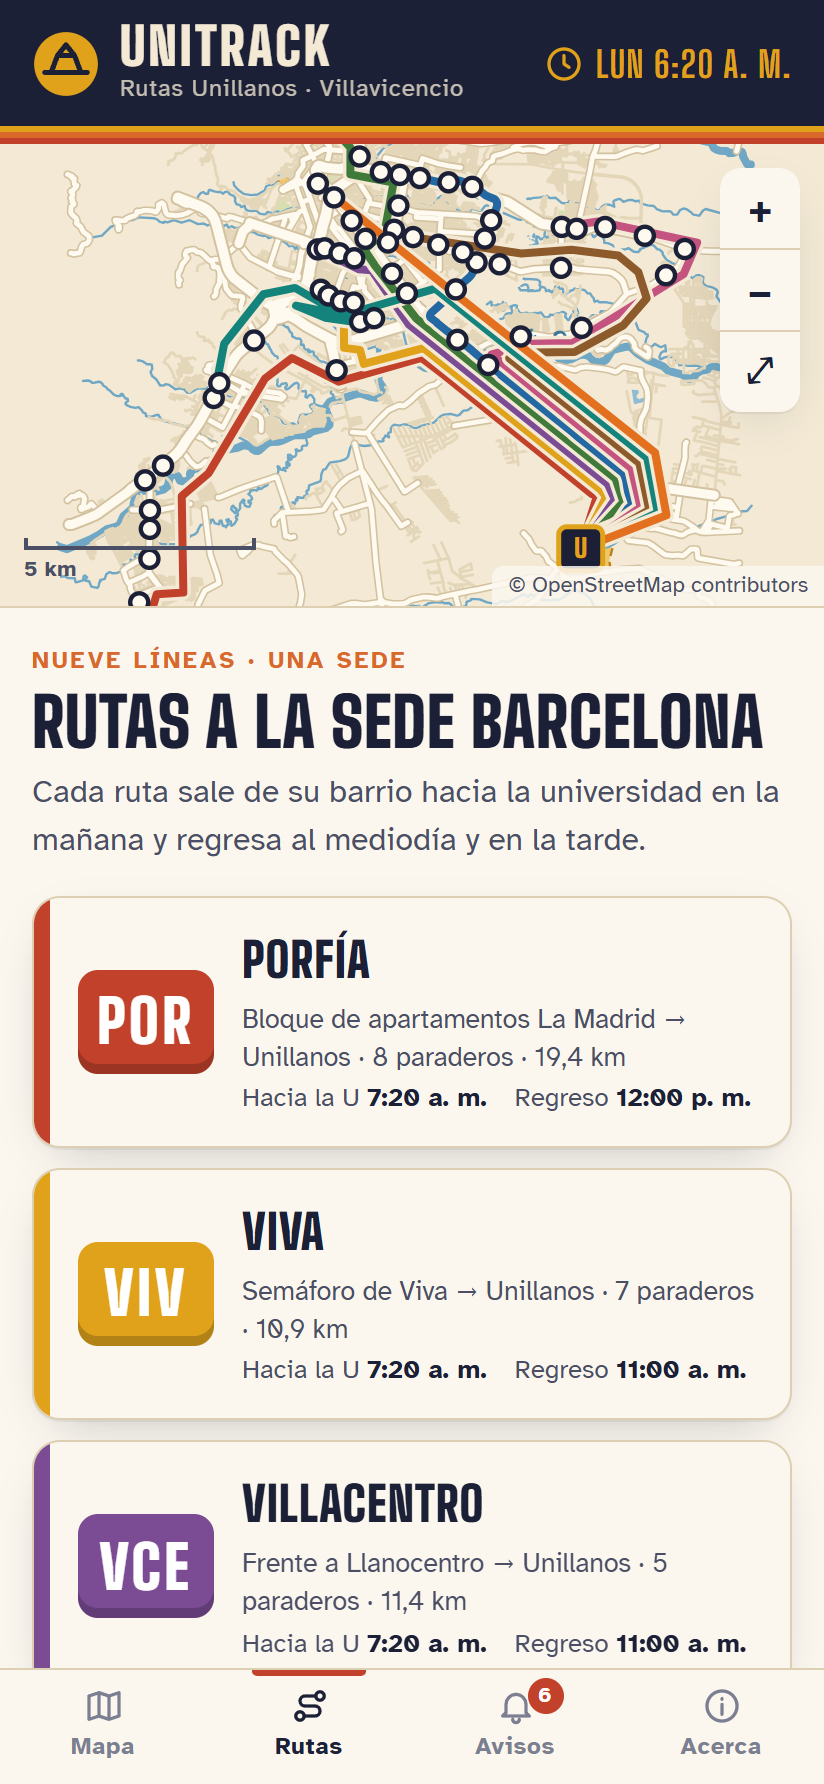 UNITRACK
Rutas Unillanos · Villavicencio
LUN 6:20 A. M.
+
−
U
5 km
© OpenStreetMap contributors
NUEVE LÍNEAS · UNA SEDE
RUTAS A LA SEDE BARCELONA
Cada ruta sale de su barrio hacia la universidad en la
mañana y regresa al mediodía y en la tarde.
POR
PORFÍA
Bloque de apartamentos La Madrid →
Unillanos · 8 paraderos · 19,4 km
Hacia la U 7:20 a. m. Regreso 12:00 p. m.
VIV
VIVA
Semáforo de Viva → Unillanos · 7 paraderos
· 10,9 km
Hacia la U 7:20 a. m. Regreso 11:00 a. m.
VCE
VILLACENTRO
Frente a Llanocentro → Unillanos · 5
paraderos · 11,4 km
Hacia la U 7:20 a. m. Regreso 11:00 a. m.
6
Mapa Rutas Avisos Acerca